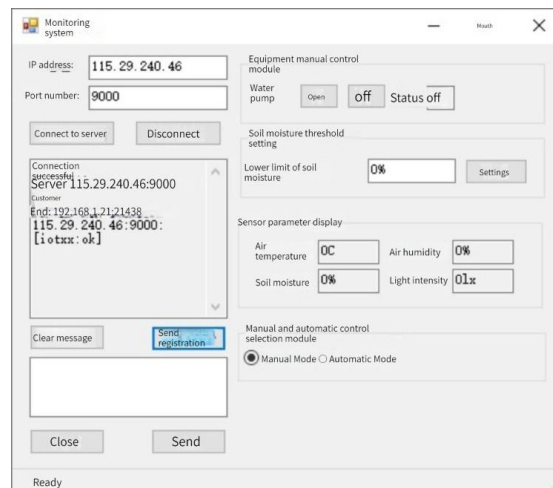 Monitoring
system
Mouth
IP address:
115.29.240.46
Port number:
9000
Connect to server
Disconnect
Connection
successful
Server 115.29.240.46:9000
Customer
End: 192.168.1.21:21438
115.29.240.46:9000:
[iotxx:ok]
Clear message
Send
registration
Close
Send
Ready
Equipment manual control
module
Water
pump
Open
off
Status off
Soil moisture threshold
setting
Lower limit of soil
moisture
0%
Settings
Sensor parameter display
Air
temperature
0C
Air humidity
0%
Soil moisture
0%
Light intensity
0lx
Manual and automatic control
selection module
Manual Mode
Automatic Mode